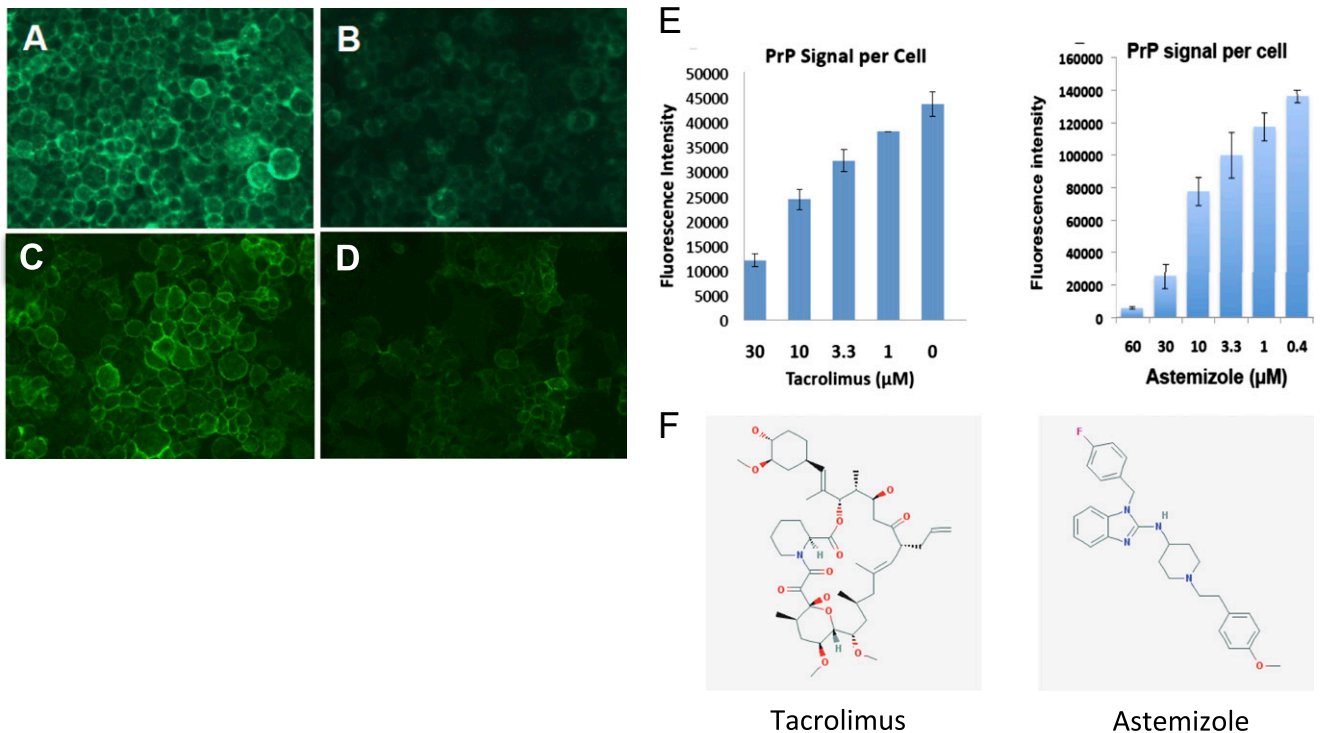 A
B
C
D
E
PrP Signal per Cell
Fluorescence Intensity
50000
45000
40000
35000
30000
25000
20000
15000
10000
5000
0
30 10 3.3 1 0
Tacrolimus (µM)
PrP signal per cell
Fluorescence intensity
160000
140000
120000
100000
80000
60000
40000
20000
0
60 30 10 3.3 1 0.4
Astemizole (µM)
F
O
O
O
O
O
O
H
N
O
O
O
O
H
O
O
F
N
H
N
N
N
O
Tacrolimus
Astemizole